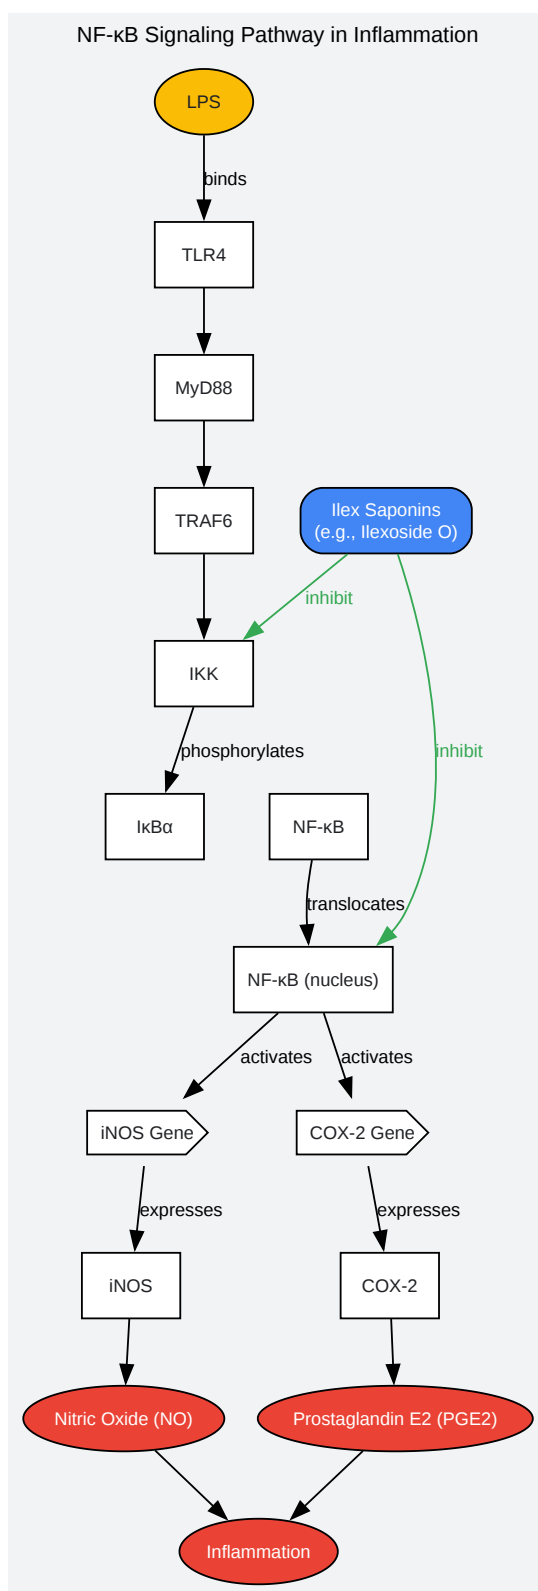 NF-κB Signaling Pathway in Inflammation
LPS
binds
TLR4
MyD88
TRAF6
Ilex Saponins
(e.g., Ilexoside O)
inhibit
IKK
phosphorylates
inhibit
IκBα
NF-κB
translocates
NF-κB (nucleus)
activates
activates
iNOS Gene
COX-2 Gene
expresses
expresses
iNOS
COX-2
Nitric Oxide (NO)
Prostaglandin E2 (PGE2)
Inflammation